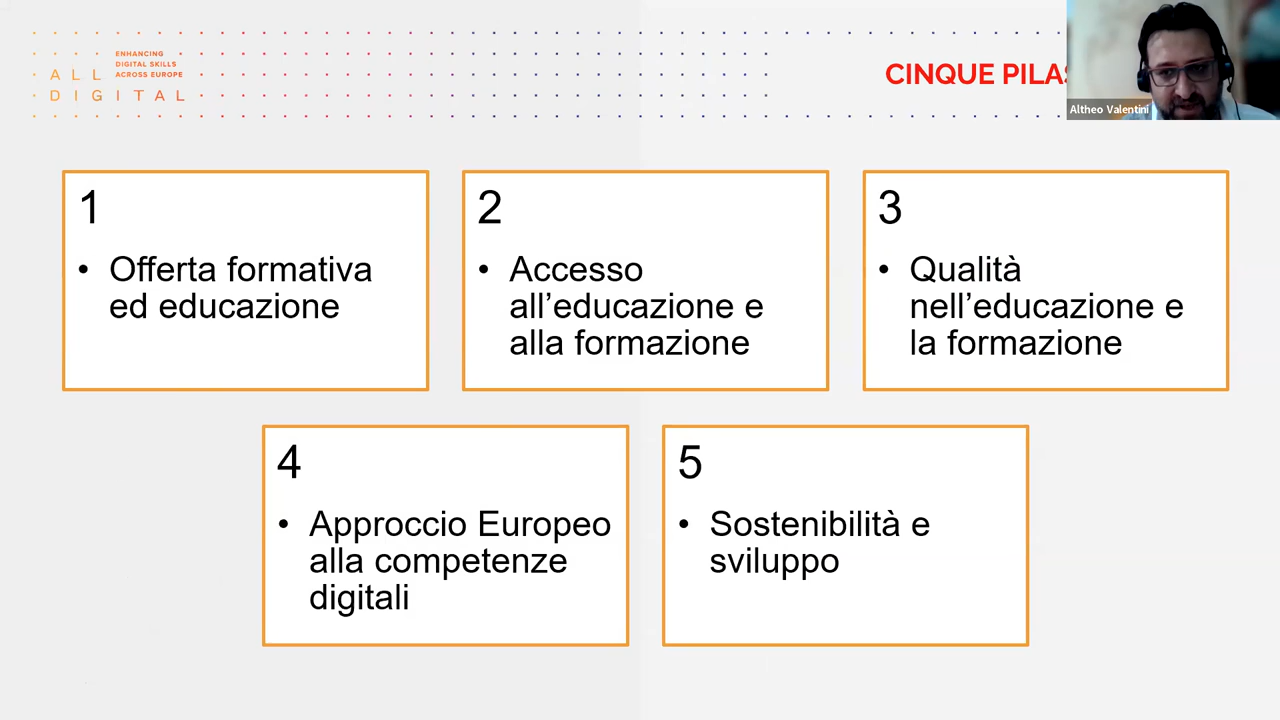 ENHANCING
DIGITAL SKILLS
ALL ACROSS EUROPE
DIGITAL
CINQUE
Altheo Valentini
1
• Offerta formativa
ed educazione
2
• Accesso
all’educazione e
alla formazione
3
• Qualità
nell’educazione e
la formazione
4
• Approccio Europeo
alla competenze
digitali
5
• Sostenibilità e
sviluppo